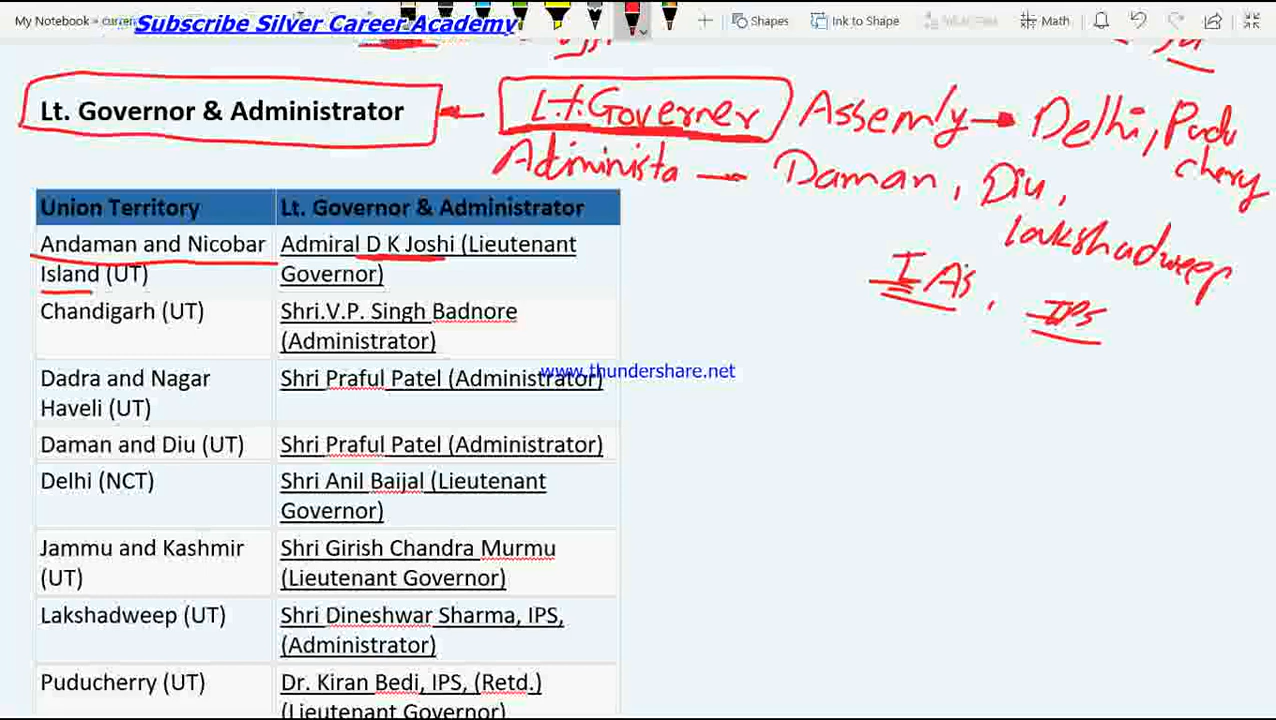 My Notebook » curren
Subscribe Silver Career Academy
Shapes
Ink to Shape
Math
Lt. Governor & Administrator
Lt.Governer Assemly → Delhi, Pudu
chery
Administa — Daman, Diu,
lakshadweep
IAS, IPS
Union Territory Lt. Governor & Administrator
Andaman and Nicobar Island (UT) Admiral D K Joshi (Lieutenant
Governor)
Chandigarh (UT) Shri.V.P. Singh Badnore
(Administrator)
www.thundershare.net
Dadra and Nagar Haveli (UT) Shri Praful Patel (Administrator)
Daman and Diu (UT) Shri Praful Patel (Administrator)
Delhi (NCT) Shri Anil Baijal (Lieutenant
Governor)
Jammu and Kashmir (UT) Shri Girish Chandra Murmu
(Lieutenant Governor)
Lakshadweep (UT) Shri Dineshwar Sharma, IPS,
(Administrator)
Puducherry (UT) Dr. Kiran Bedi, IPS, (Retd.)
(Lieutenant Governor)